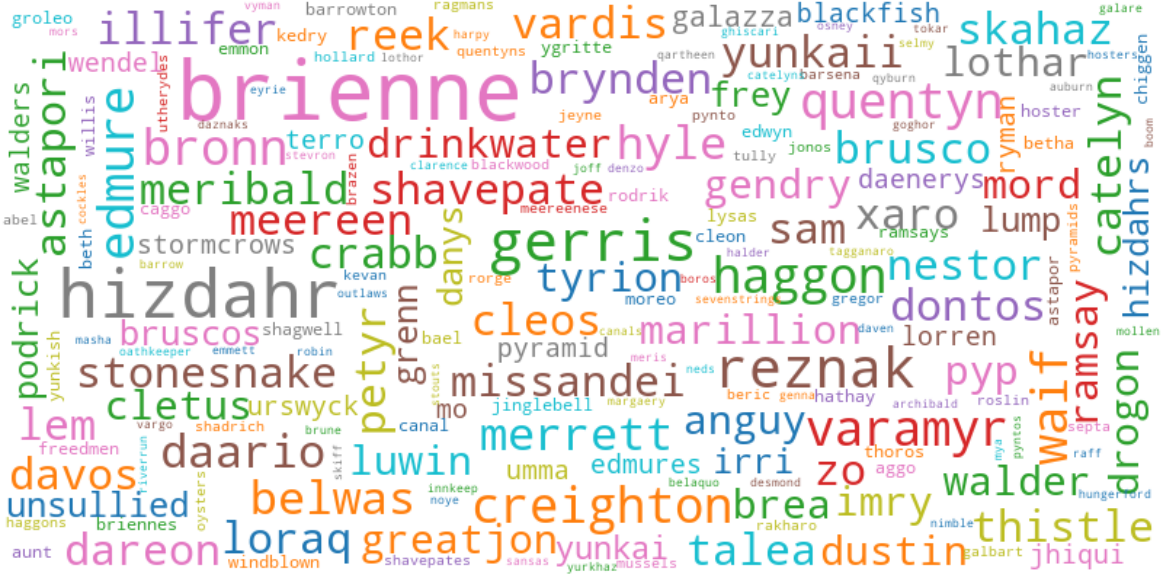 groleo
mors
illifer
vyman
kedry
emmon
barrowton
reek
ragmans
harpy
quentyns
vardis
ygritte
galazza
ghiscari
blackfish
osney
tokar
selmy
skahaz
galare
hosters
chiggen
wendel
utherydes
hollard
lothor
qartheen
yunkaii
lothar
astapori
walders
willis
edmure
brienne
eyrie
daznaks
brynden
arya
frey
catelyns
barsena
qyburn
quentyn
auburn
hoster
ryman
catelyn
boom
bronn
terro
stevron
drinkwater
jeyne
pynto
hyle
edwyn
tully
jonos
goghor
brusco
betha
clarence
blackwood
joff
denzo
meribald
brazen
shavepate
rodrik
gendry
daenerys
mord
abel
cockles
beth
caggo
meereen
meereenese
danys
lysas
cleon
sam
xaro
ramsays
lump
pyramids
hizdahrs
stormcrows
barrow
crabb
gerris
halder
tagganaro
podrick
hizdahr
kevan
outlaws
rorge
tyrion
boros
moreo
haggon
sevenstrings
gregor
nestor
dontos
astapor
ramsay
mollen
yunkish
masha
bruscos
shagwell
oathkeeper
emmett
robin
petyr
grenn
bael
cleos
canals
pyramid
marillion
daven
lorren
stonesnake
stouts
missandei
meris
neds
reznak
pyp
waif
drogon
lem
cletus
urswyck
mo
jinglebell
margaery
beric
genna
hathay
archibald
roslin
vargo
shadrich
brune
canal
freedmen
riverrun
daario
skiff
luwin
merrett
anguy
varamyr
mya
pyntos
septa
davos
umma
edmures
irri
zo
thoros
aggo
raff
unsullied
oysters
belwas
innkeep
noye
belaquo
desmond
walder
hungerford
haggons
briennes
creighton
brea
imry
rakharo
nimble
thistle
aunt
dareon
loraq
windblown
greatjon
shavepates
sansas
yunkai
yurkhaz
mussels
talea
dustin
galbart
jhiqui